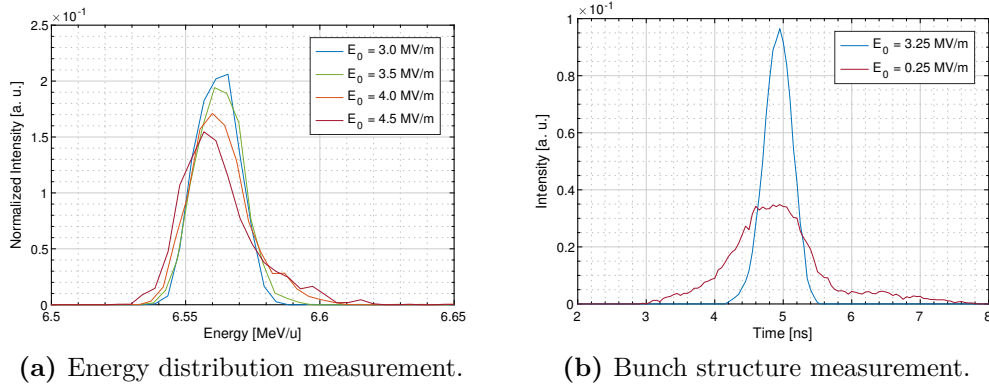 ×10⁻¹
2.5
2
1.5
1
0.5
0
6.5
6.55
6.6
6.65
Normalized Intensity [a. u.]
Energy [MeV/u]
E₀ = 3.0 MV/m
E₀ = 3.5 MV/m
E₀ = 4.0 MV/m
E₀ = 4.5 MV/m
(a) Energy distribution measurement.
×10⁻¹
1
0.8
0.6
0.4
0.2
0
2
3
4
5
6
7
8
Intensity [a. u.]
Time [ns]
E₀ = 3.25 MV/m
E₀ = 0.25 MV/m
(b) Bunch structure measurement.